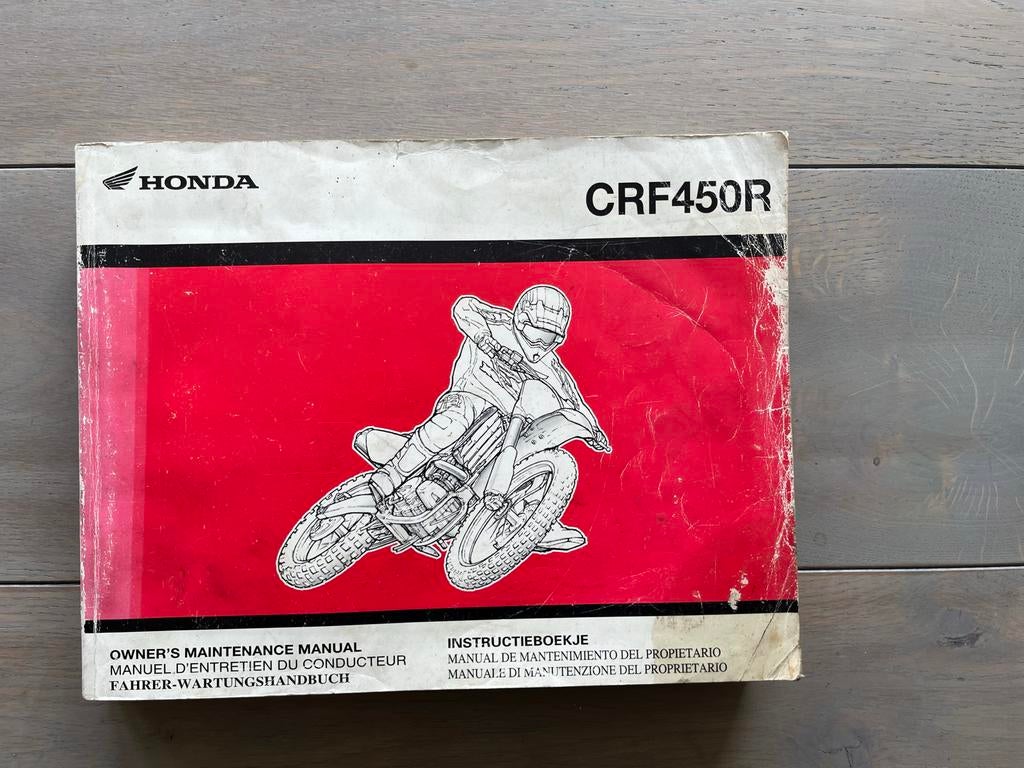 HONDA
CRF450R
OWNER'S MAINTENANCE MANUAL
MANUEL D'ENTRETIEN DU CONDUCTEUR
FAHRER-WARTUNGSHANDBUCH
INSTRUCTIEBOEKJE
MANUAL DE MANTENIMIENTO DEL PROPIETARIO
MANUALE DI MANUTENZIONE DEL PROPRIETARIO